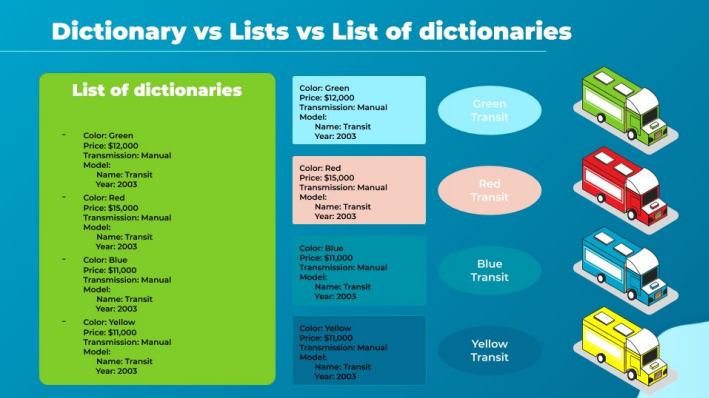 Dictionary vs Lists vs List of dictionaries
List of dictionaries
- Color: Green
Price: $12,000
Transmission: Manual
Model:
Name: Transit
Year: 2003
- Color: Red
Price: $15,000
Transmission: Manual
Model:
Name: Transit
Year: 2003
- Color: Blue
Price: $11,000
Transmission: Manual
Model:
Name: Transit
Year: 2003
- Color: Yellow
Price: $11,000
Transmission: Manual
Model:
Name: Transit
Year: 2003
Color: Green
Price: $12,000
Transmission: Manual
Model:
Name: Transit
Year: 2003
Green
Transit
Color: Red
Price: $15,000
Transmission: Manual
Model:
Name: Transit
Year: 2003
Red
Transit
Color: Blue
Price: $11,000
Transmission: Manual
Model:
Name: Transit
Year: 2003
Blue
Transit
Color: Yellow
Price: $11,000
Transmission: Manual
Model:
Name: Transit
Year: 2003
Yellow
Transit